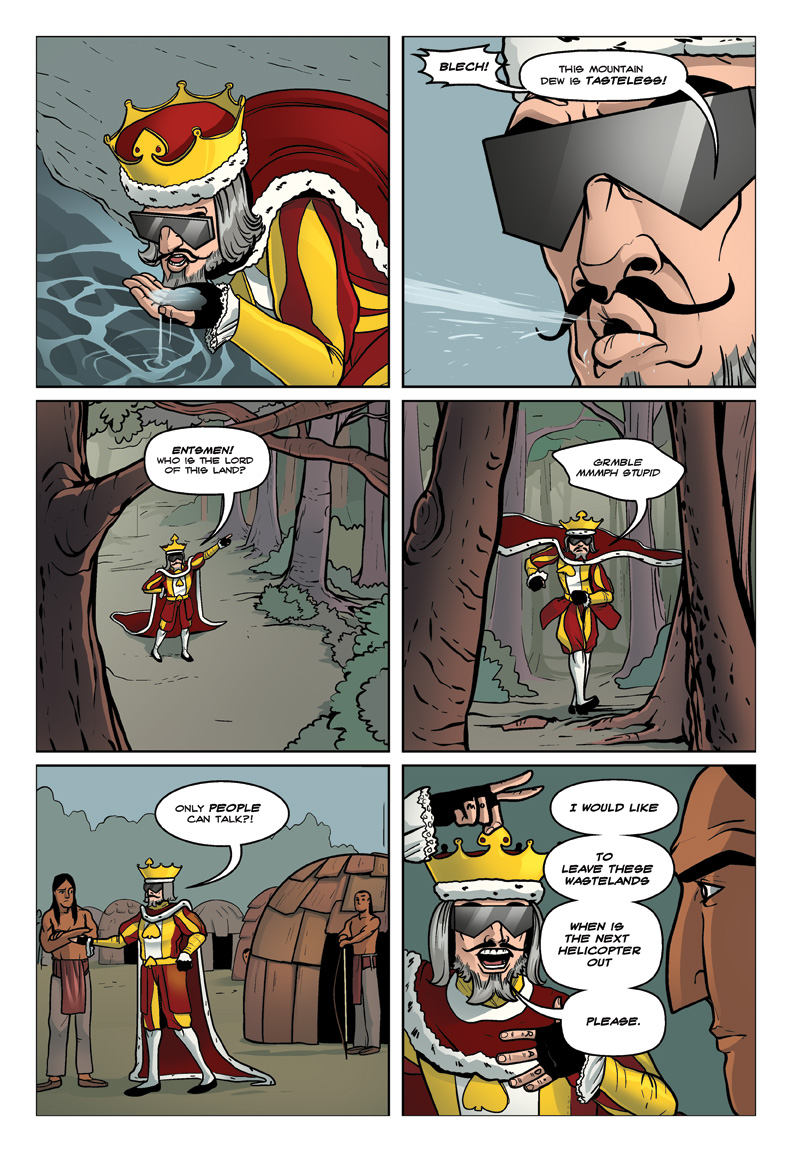 BLECH!
THIS MOUNTAIN
DEW IS TASTELESS!
ENTSMEN!
WHO IS THE LORD
OF THIS LAND?
GRMBLE
MMMPH STUPID
ONLY PEOPLE
CAN TALK?!
I WOULD LIKE
TO
LEAVE THESE
WASTELANDS
WHEN IS
THE NEXT
HELICOPTER
OUT
PLEASE.